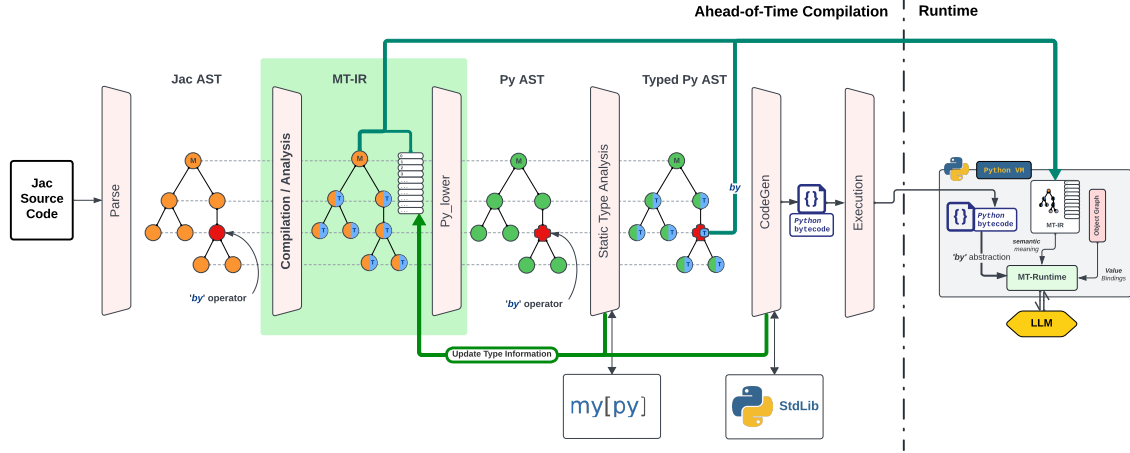 Ahead-of-Time Compilation
Runtime
Jac AST
MT-IR
Py AST
Typed Py AST
Jac
Source
Code
Parse
M
'by' operator
Compilation / Analysis
M
T
T
T
T
T
T
T
Py_lower
M
'by' operator
Static Type Analysis
M
T
T
T
T
T
T
T
by
CodeGen
Python
bytecode
Execution
Update Type Information
my[py]
StdLib
Python VM
Python
bytecode
MT-IR
Object Graph
semantic
meaning
'by' abstraction
MT-Runtime
Value
Bindings
LLM